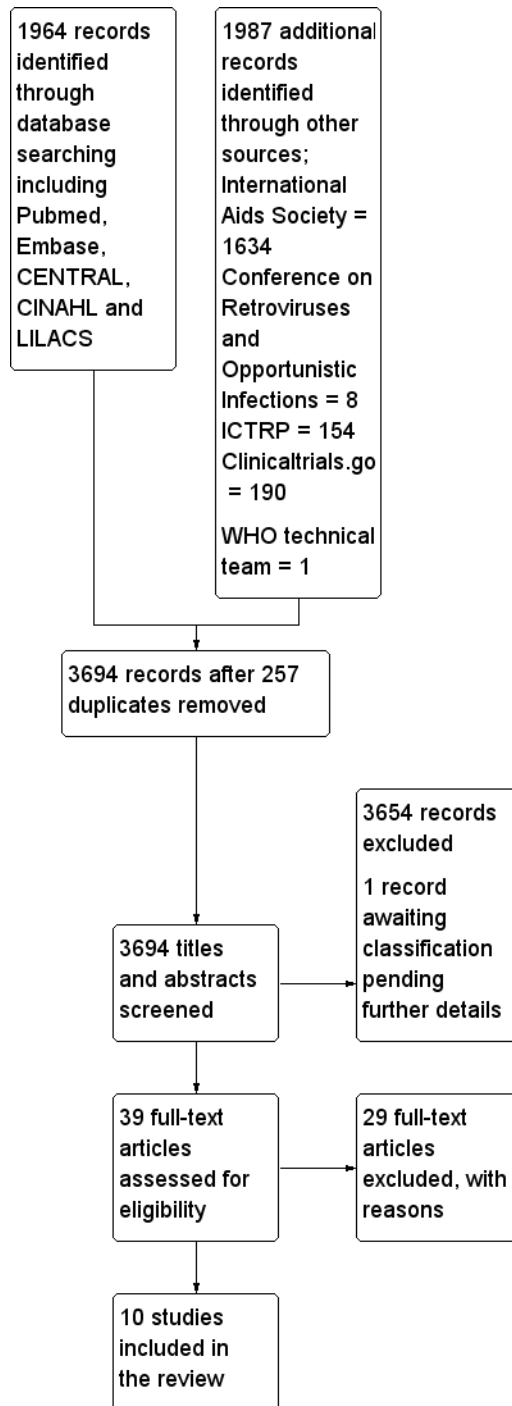 1964 records
identified
through
database
searching
including
Pubmed,
Embase,
CENTRAL,
CINAHL and
LILACS
1987 additional
records
identified
through other
sources;
International
Aids Society =
1634
Conference on
Retroviruses
and
Opportunistic
Infections = 8
ICTRP = 154
Clinicaltrials.go
= 190
WHO technical
team = 1
3694 records after 257
duplicates removed
3654 records
excluded
1 record
awaiting
classification
pending
further details
3694 titles
and abstracts
screened
39 full-text
articles
assessed for
eligibility
29 full-text
articles
excluded, with
reasons
10 studies
included in
the review